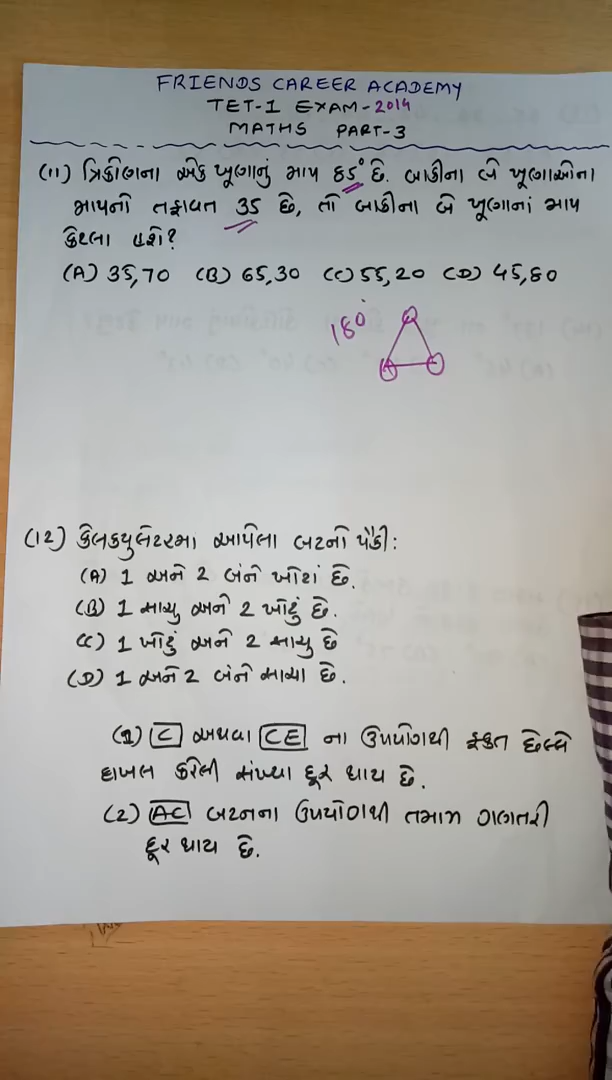 FRIENDS CAREER ACADEMY
TET-1 EXAM-2014
MATHS PART-3
(11) ત્રિકોણના એક ખૂણાનું માપ 85° છે. બાકીના બે ખૂણાઓના
માપનો તફાવત 35 છે, તો બાકીના બે ખૂણાનાં માપ
કેટલા હશે?
(A) 35,70 (B) 65,30 (C) 55,20 (D) 45,80
180°
(12) કેલક્યુલેટરમાં આપેલા બટનો પૈકી:
(A) 1 અને 2 બંને ખોટાં છે.
(B) 1 સાચુ અને 2 ખોટું છે.
(C) 1 ખોટું અને 2 સાચુ છે
(D) 1 અને 2 બંને સાચા છે.
(1) C અથવા CE ના ઉપયોગથી ફક્ત છેલ્લે
દાખલ કરેલી સંખ્યા દૂર થાય છે.
(2) AC બટનના ઉપયોગથી તમામ ગણતરી
દૂર થાય છે.